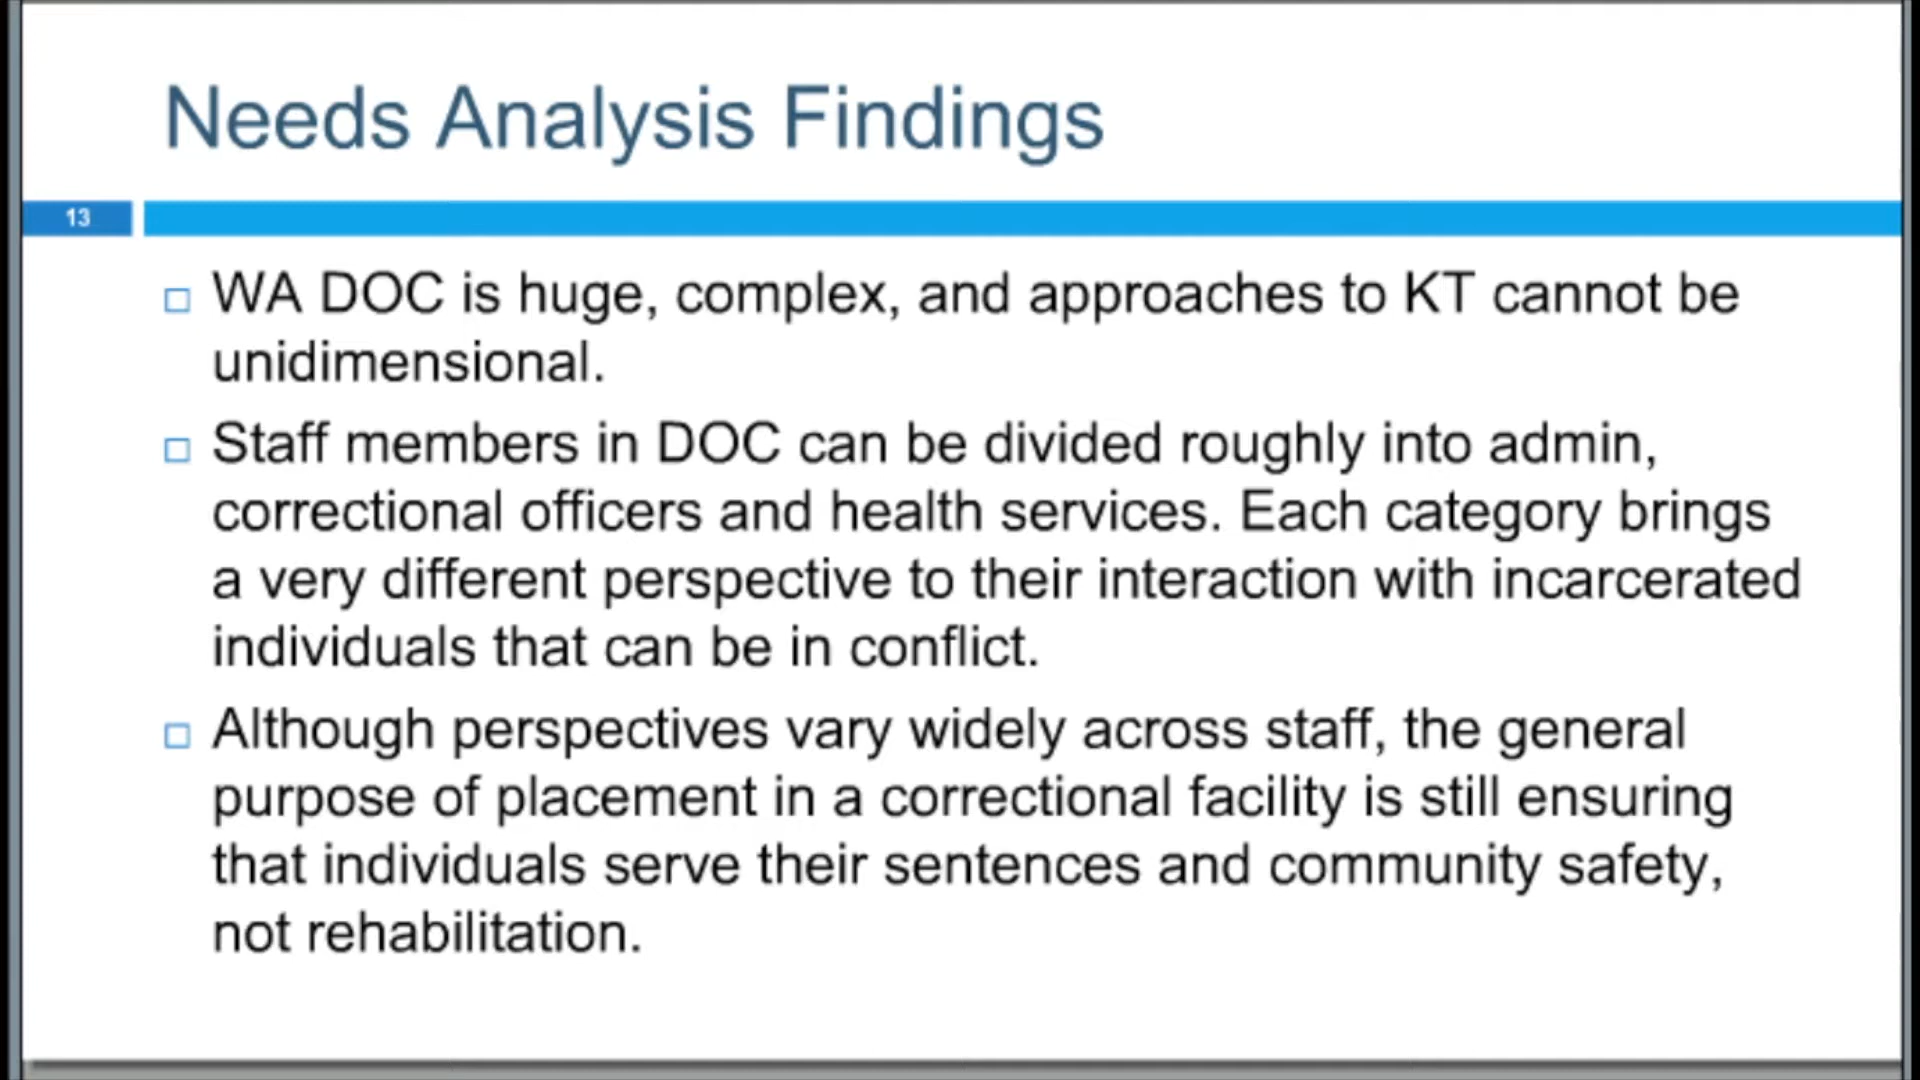 Needs Analysis Findings
13
WA DOC is huge, complex, and approaches to KT cannot be
unidimensional.
Staff members in DOC can be divided roughly into admin,
correctional officers and health services. Each category brings
a very different perspective to their interaction with incarcerated
individuals that can be in conflict.
Although perspectives vary widely across staff, the general
purpose of placement in a correctional facility is still ensuring
that individuals serve their sentences and community safety,
not rehabilitation.